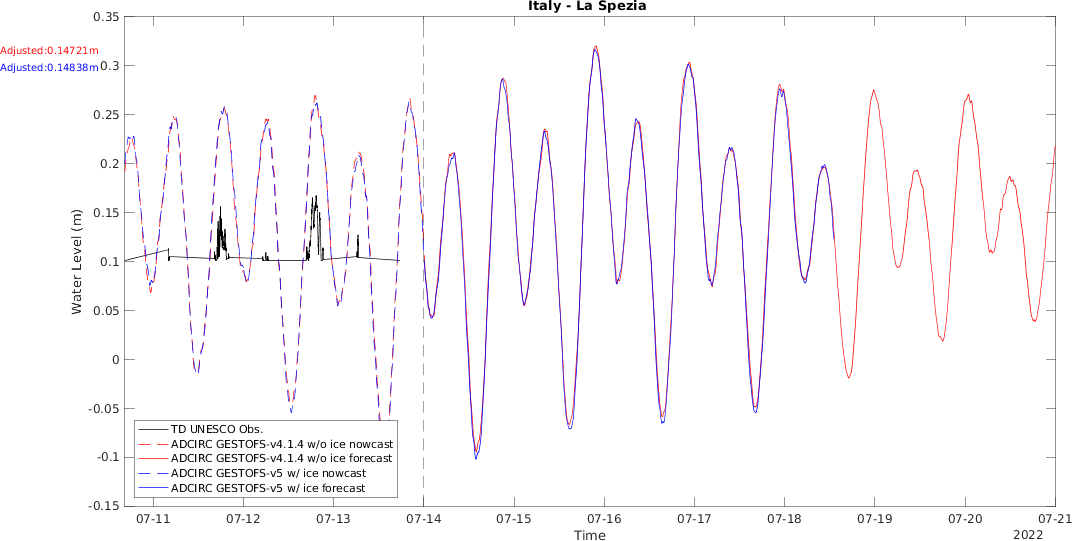 Italy - La Spezia
Adjusted:0.14721m
Adjusted:0.14838m
0.35
0.3
0.25
0.2
0.15
0.1
0.05
0
-0.05
-0.1
-0.15
Water Level (m)
TD UNESCO Obs.
ADCIRC GESTOFS-v4.1.4 w/o ice nowcast
ADCIRC GESTOFS-v4.1.4 w/o ice forecast
ADCIRC GESTOFS-v5 w/ ice nowcast
ADCIRC GESTOFS-v5 w/ ice forecast
07-11 07-12 07-13 07-14 07-15 07-16 07-17 07-18 07-19 07-20 07-21
Time
2022